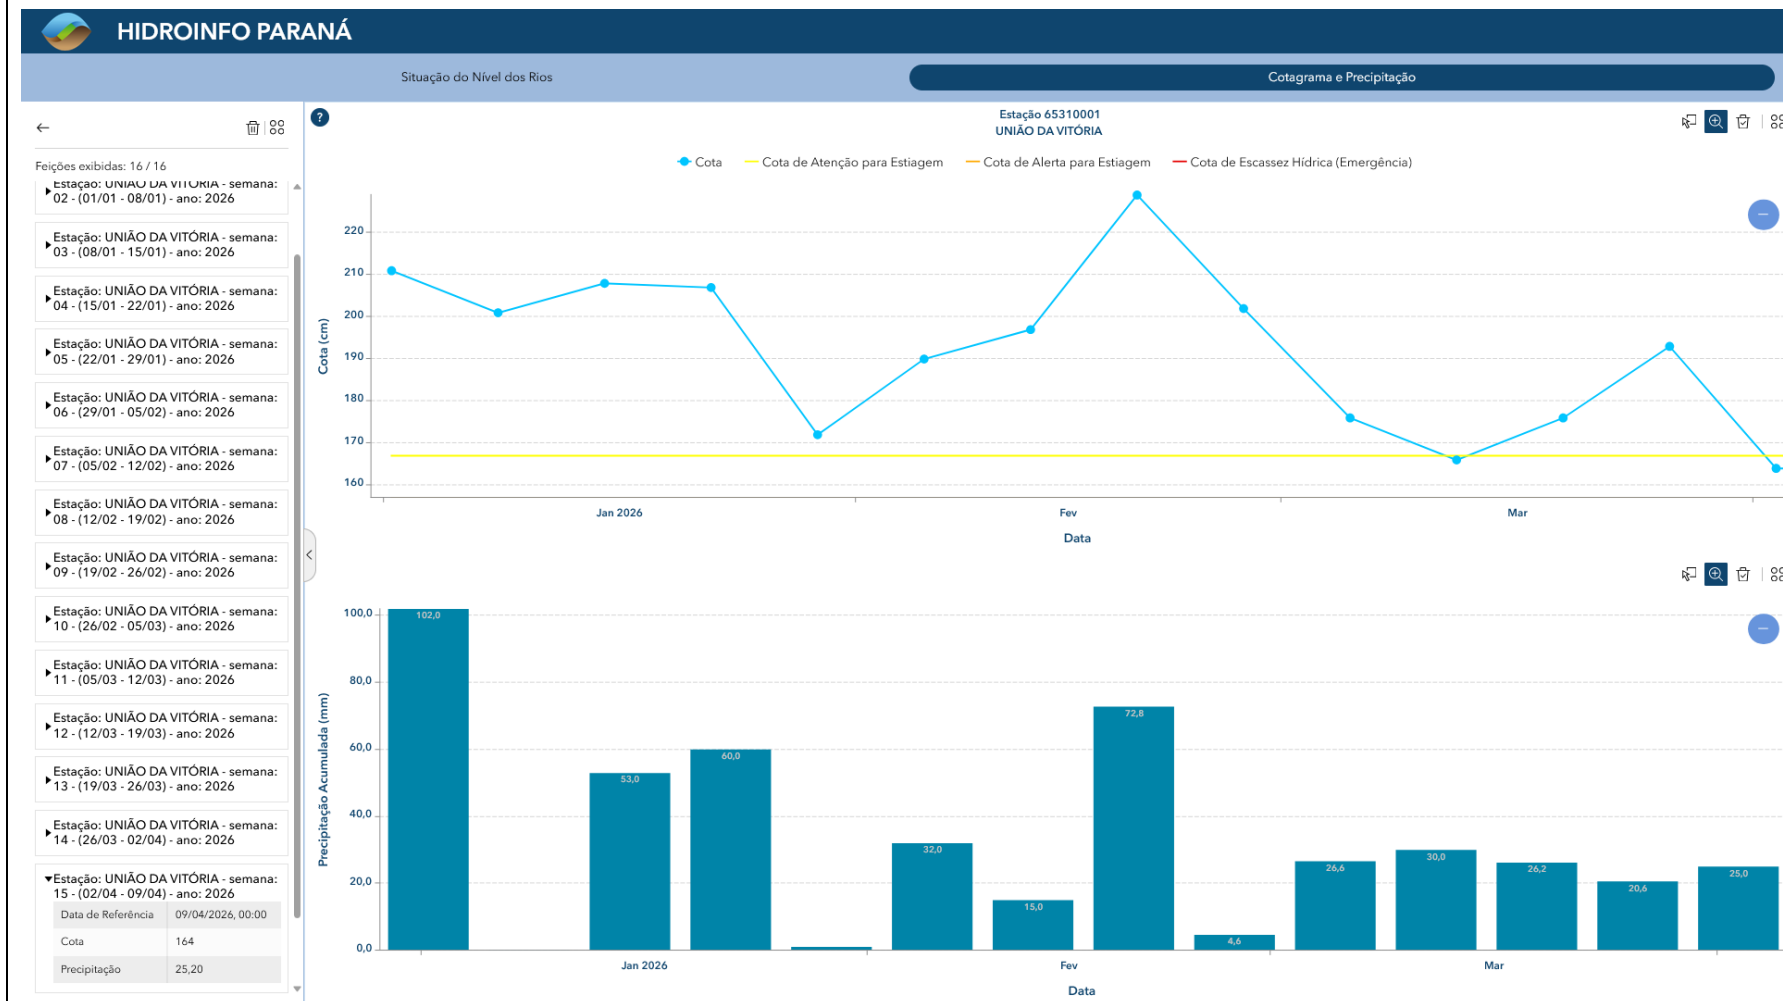 HIDROINFO PARANÁ
Situação do Nível dos Rios
Cotagrama e Precipitação
Feições exibidas: 16 / 16
Estação: UNIÃO DA VITÓRIA - semana:
02 - (01/01 - 08/01) - ano: 2026
Estação: UNIÃO DA VITÓRIA - semana:
03 - (08/01 - 15/01) - ano: 2026
Estação: UNIÃO DA VITÓRIA - semana:
04 - (15/01 - 22/01) - ano: 2026
Estação: UNIÃO DA VITÓRIA - semana:
05 - (22/01 - 29/01) - ano: 2026
Estação: UNIÃO DA VITÓRIA - semana:
06 - (29/01 - 05/02) - ano: 2026
Estação: UNIÃO DA VITÓRIA - semana:
07 - (05/02 - 12/02) - ano: 2026
Estação: UNIÃO DA VITÓRIA - semana:
08 - (12/02 - 19/02) - ano: 2026
Estação: UNIÃO DA VITÓRIA - semana:
09 - (19/02 - 26/02) - ano: 2026
Estação: UNIÃO DA VITÓRIA - semana:
10 - (26/02 - 05/03) - ano: 2026
Estação: UNIÃO DA VITÓRIA - semana:
11 - (05/03 - 12/03) - ano: 2026
Estação: UNIÃO DA VITÓRIA - semana:
12 - (12/03 - 19/03) - ano: 2026
Estação: UNIÃO DA VITÓRIA - semana:
13 - (19/03 - 26/03) - ano: 2026
Estação: UNIÃO DA VITÓRIA - semana:
14 - (26/03 - 02/04) - ano: 2026
Estação: UNIÃO DA VITÓRIA - semana:
15 - (02/04 - 09/04) - ano: 2026
Data de Referência 09/04/2026, 00:00
Cota 164
Precipitação 25,20
?
Estação 65310001
UNIÃO DA VITÓRIA
Cota
Cota de Atenção para Estiagem
Cota de Alerta para Estiagem
Cota de Escassez Hídrica (Emergência)
Cota (cm)
220
210
200
190
180
170
160
Jan 2026
Fev
Mar
Data
Precipitação Acumulada (mm)
100,0
80,0
60,0
40,0
20,0
0,0
102,0
53,0
60,0
32,0
15,0
72,8
4,6
26,6
30,0
26,2
20,6
25,0
Jan 2026
Fev
Mar
Data